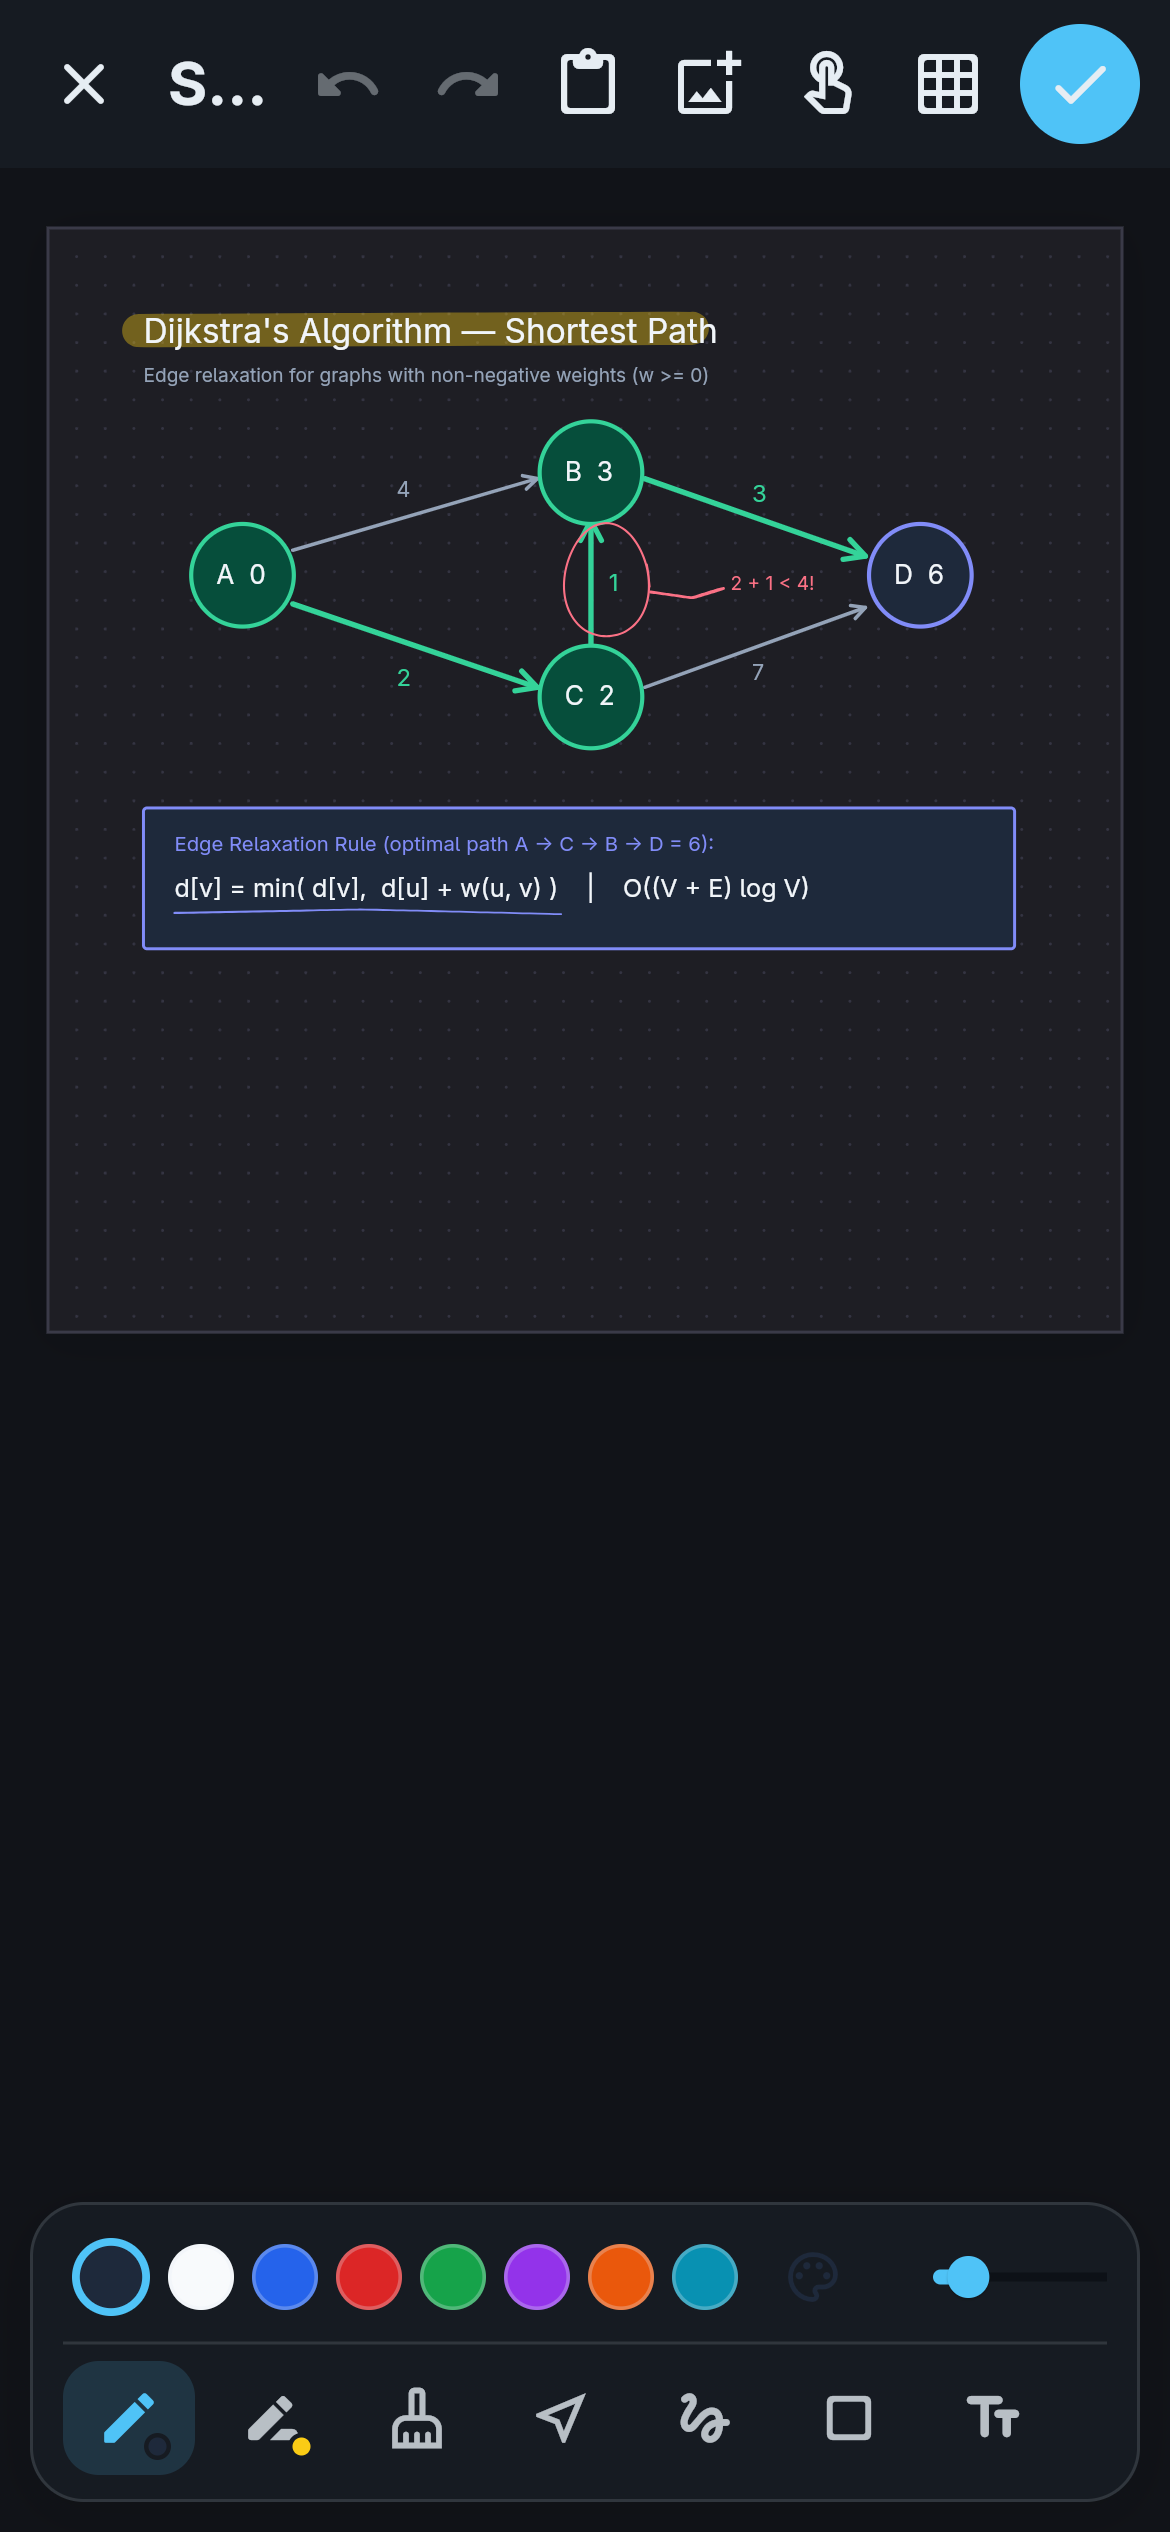 S...
Dijkstra's Algorithm — Shortest Path
Edge relaxation for graphs with non-negative weights (w >= 0)
B 3
4
3
A 0
1
2 + 1 < 4!
D 6
2
7
C 2
Edge Relaxation Rule (optimal path A → C → B → D = 6):
d[v] = min( d[v], d[u] + w(u, v) ) | O((V + E) log V)
Tт